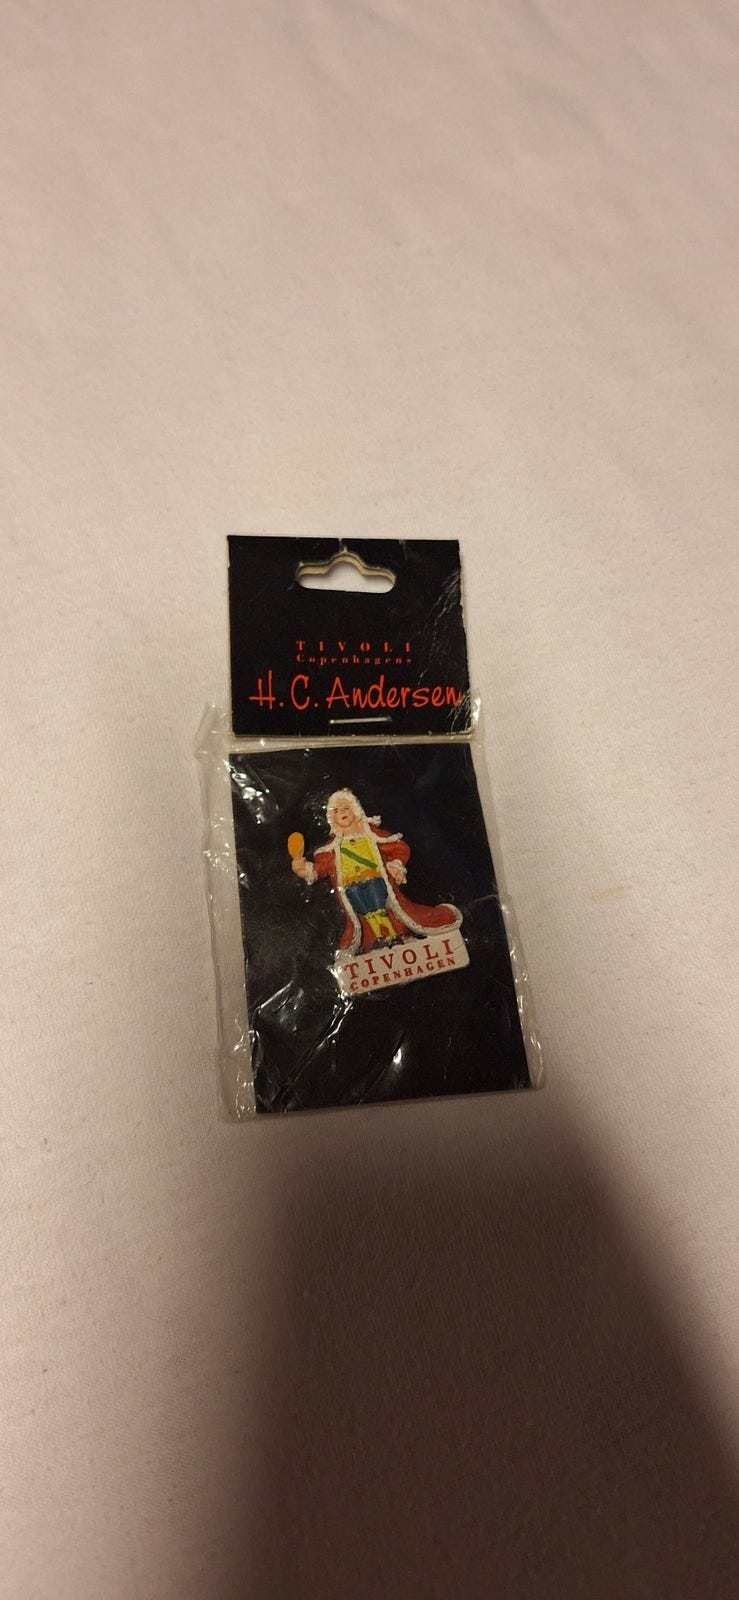 TIVOLI
Copenhagens
H.C. Andersen
TIVOLI
COPENHAGEN